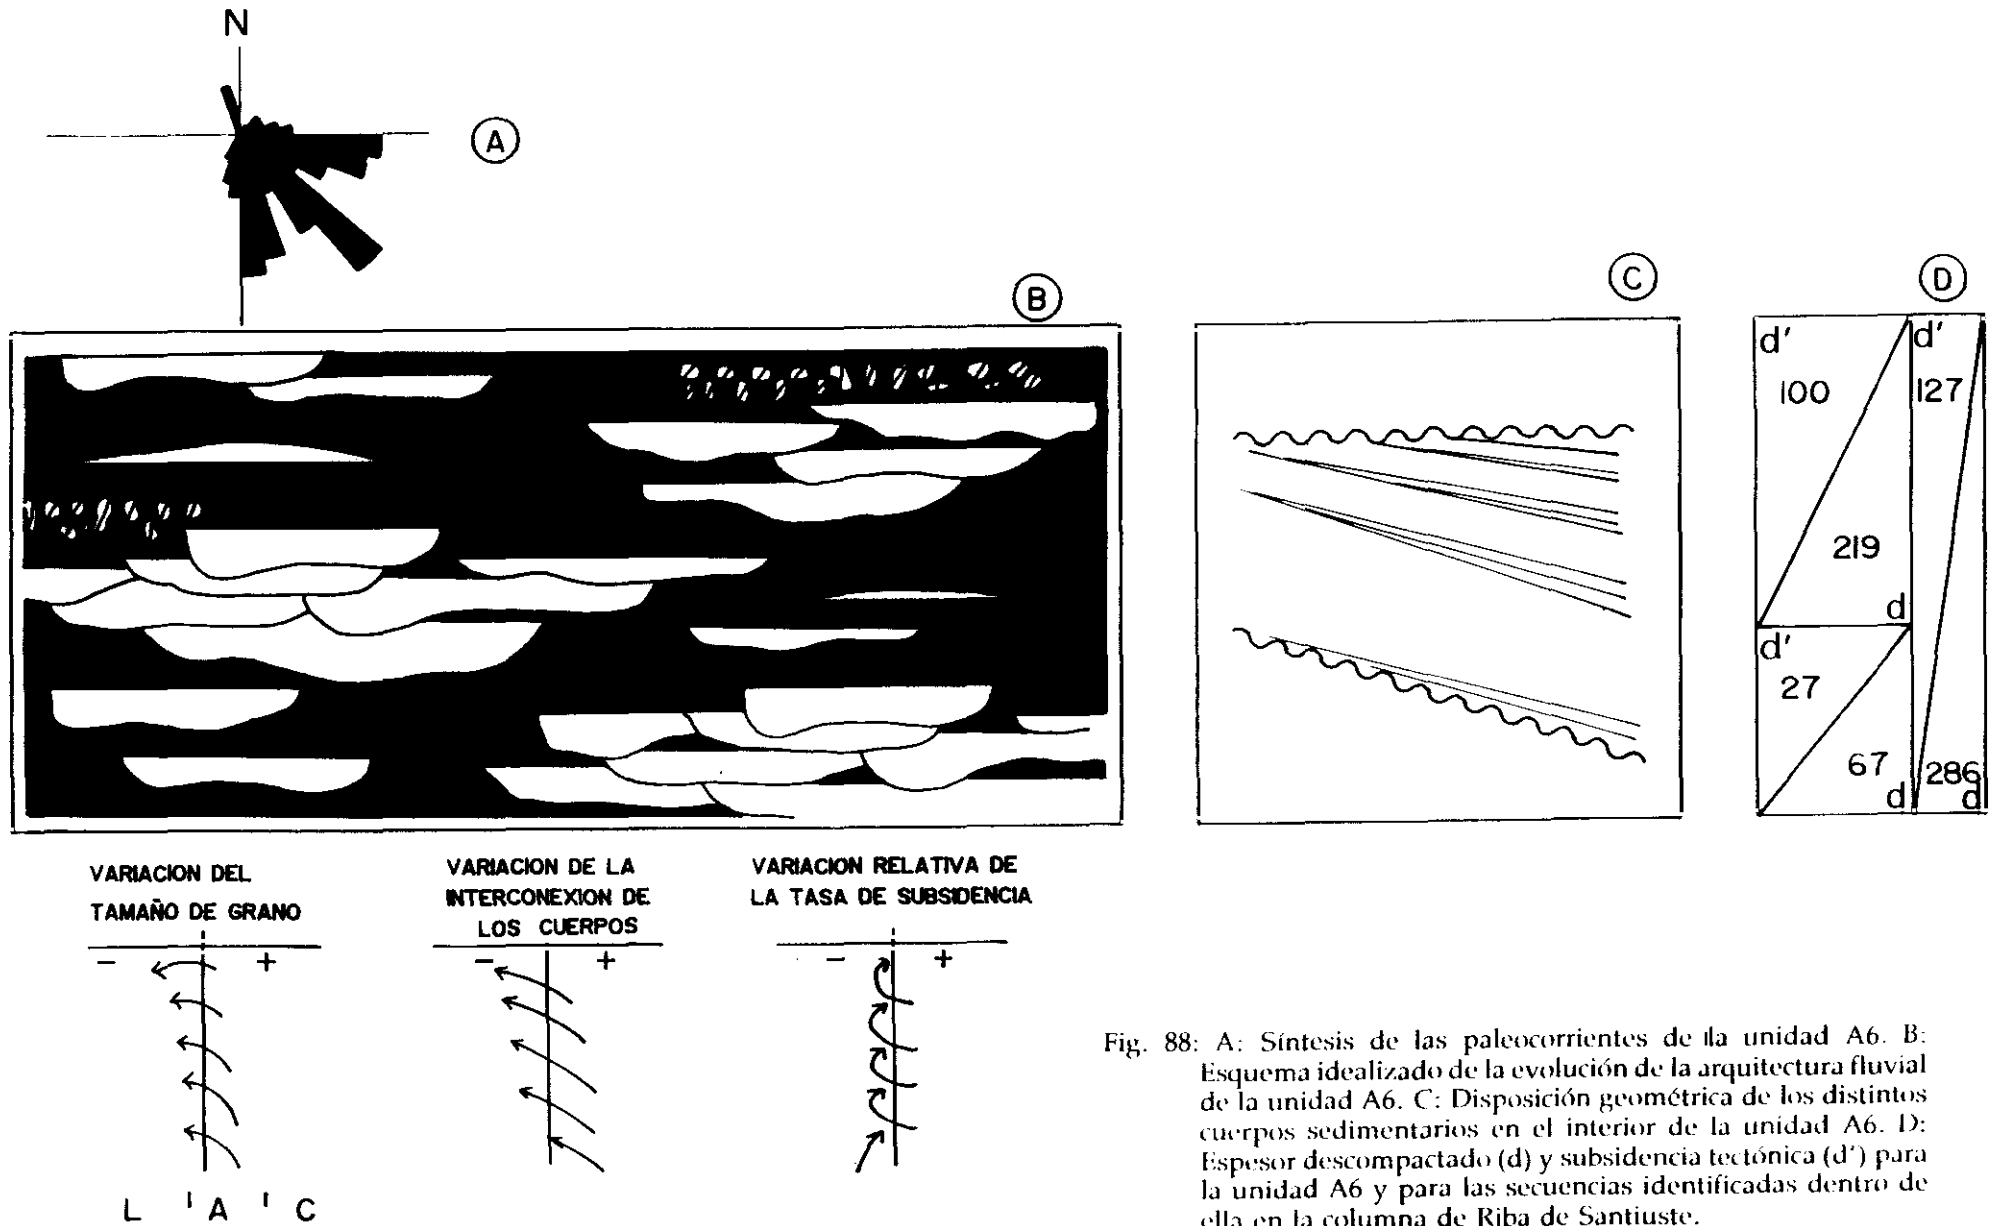 N
A
B
C
D
d'
d'
100
127
219
d
d'
27
67
286
d
d
VARIACION DEL
TAMAÑO DE GRANO
- +
L A C
VARIACION DE LA
INTERCONEXION DE
LOS CUERPOS
- +
VARIACION RELATIVA DE
LA TASA DE SUBSIDENCIA
- +
Fig. 88: A: Síntesis de las paleocorrientes de lla unidad A6. B:
Esquema idealizado de la evolución de la arquitectura fluvial
de la unidad A6. C: Disposición geométrica de los distintos
cuerpos sedimentarios en el interior de la unidad A6. D:
Espesor descompactado (d) y subsidencia tectónica (d') para
la unidad A6 y para las secuencias identificadas dentro de
ella en la columna de Riba de Santiuste.